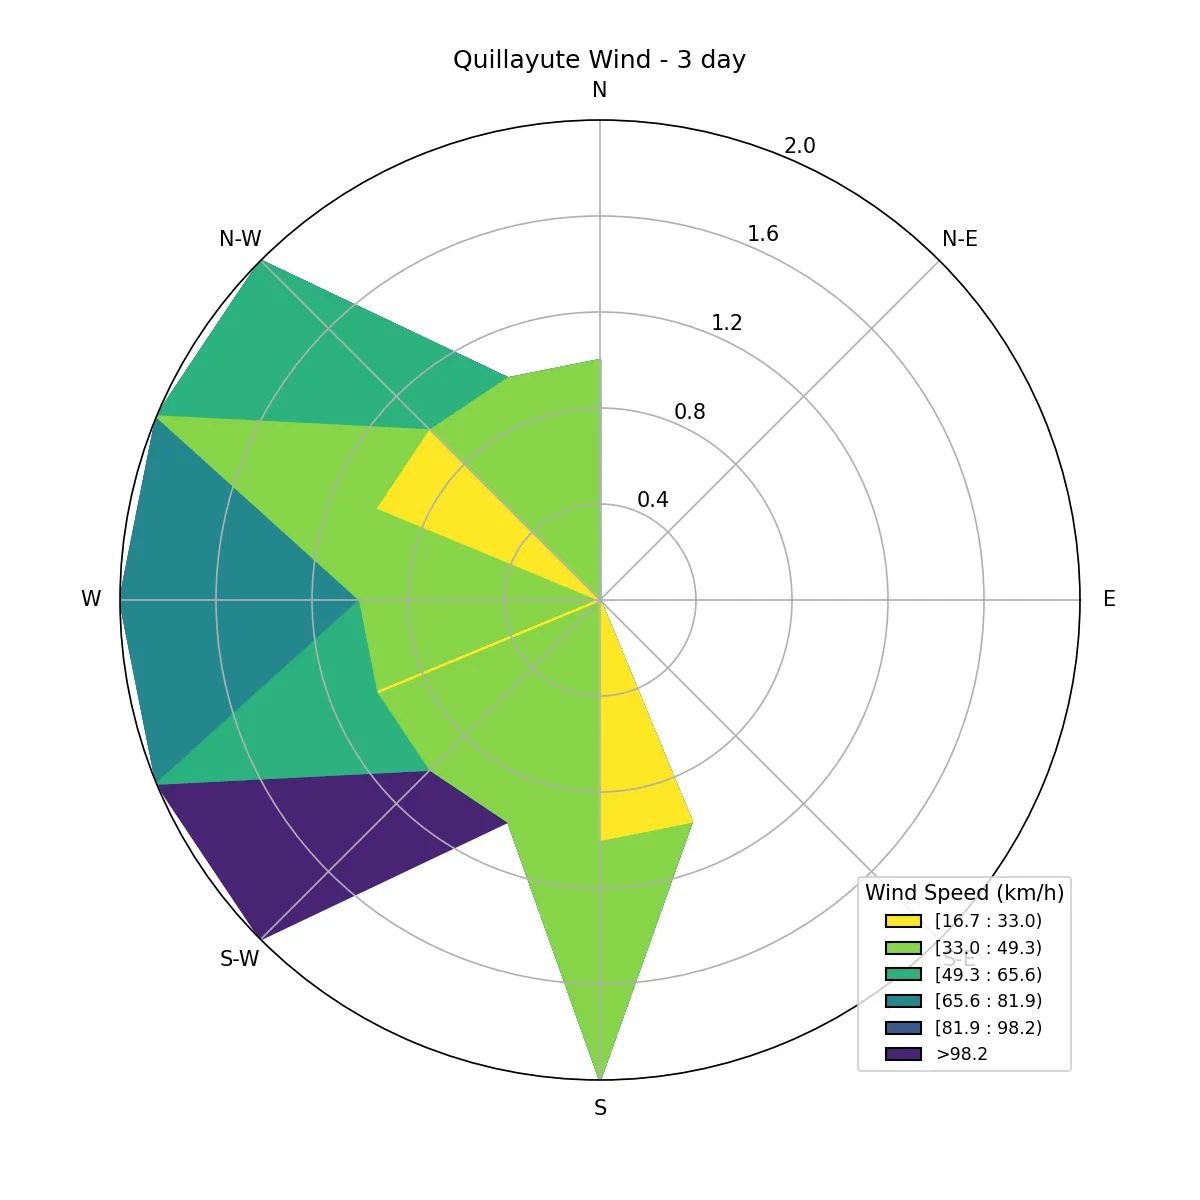 Quillayute Wind - 3 day
N
2.0
N-W
1.6
N-E
1.2
0.8
0.4
W
E
Wind Speed (km/h)
[16.7 : 33.0)
[33.0 : 49.3)
S-W
S-E
[49.3 : 65.6)
[65.6 : 81.9)
[81.9 : 98.2)
>98.2
S